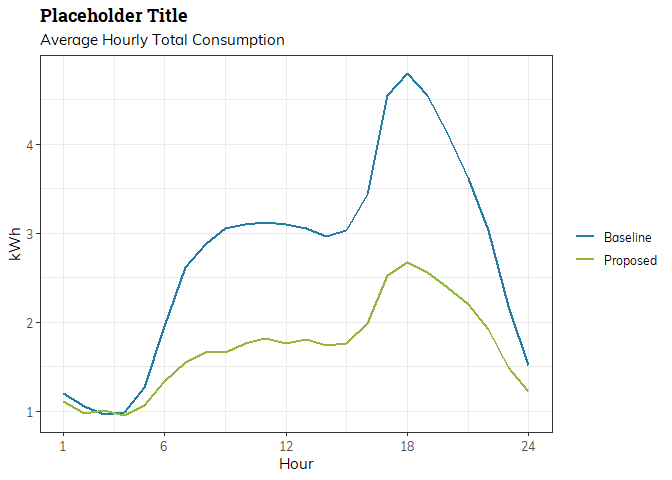 Placeholder Title
Average Hourly Total Consumption
kWh
4
3
2
1
1 6 12 18 24
Hour
Baseline
Proposed